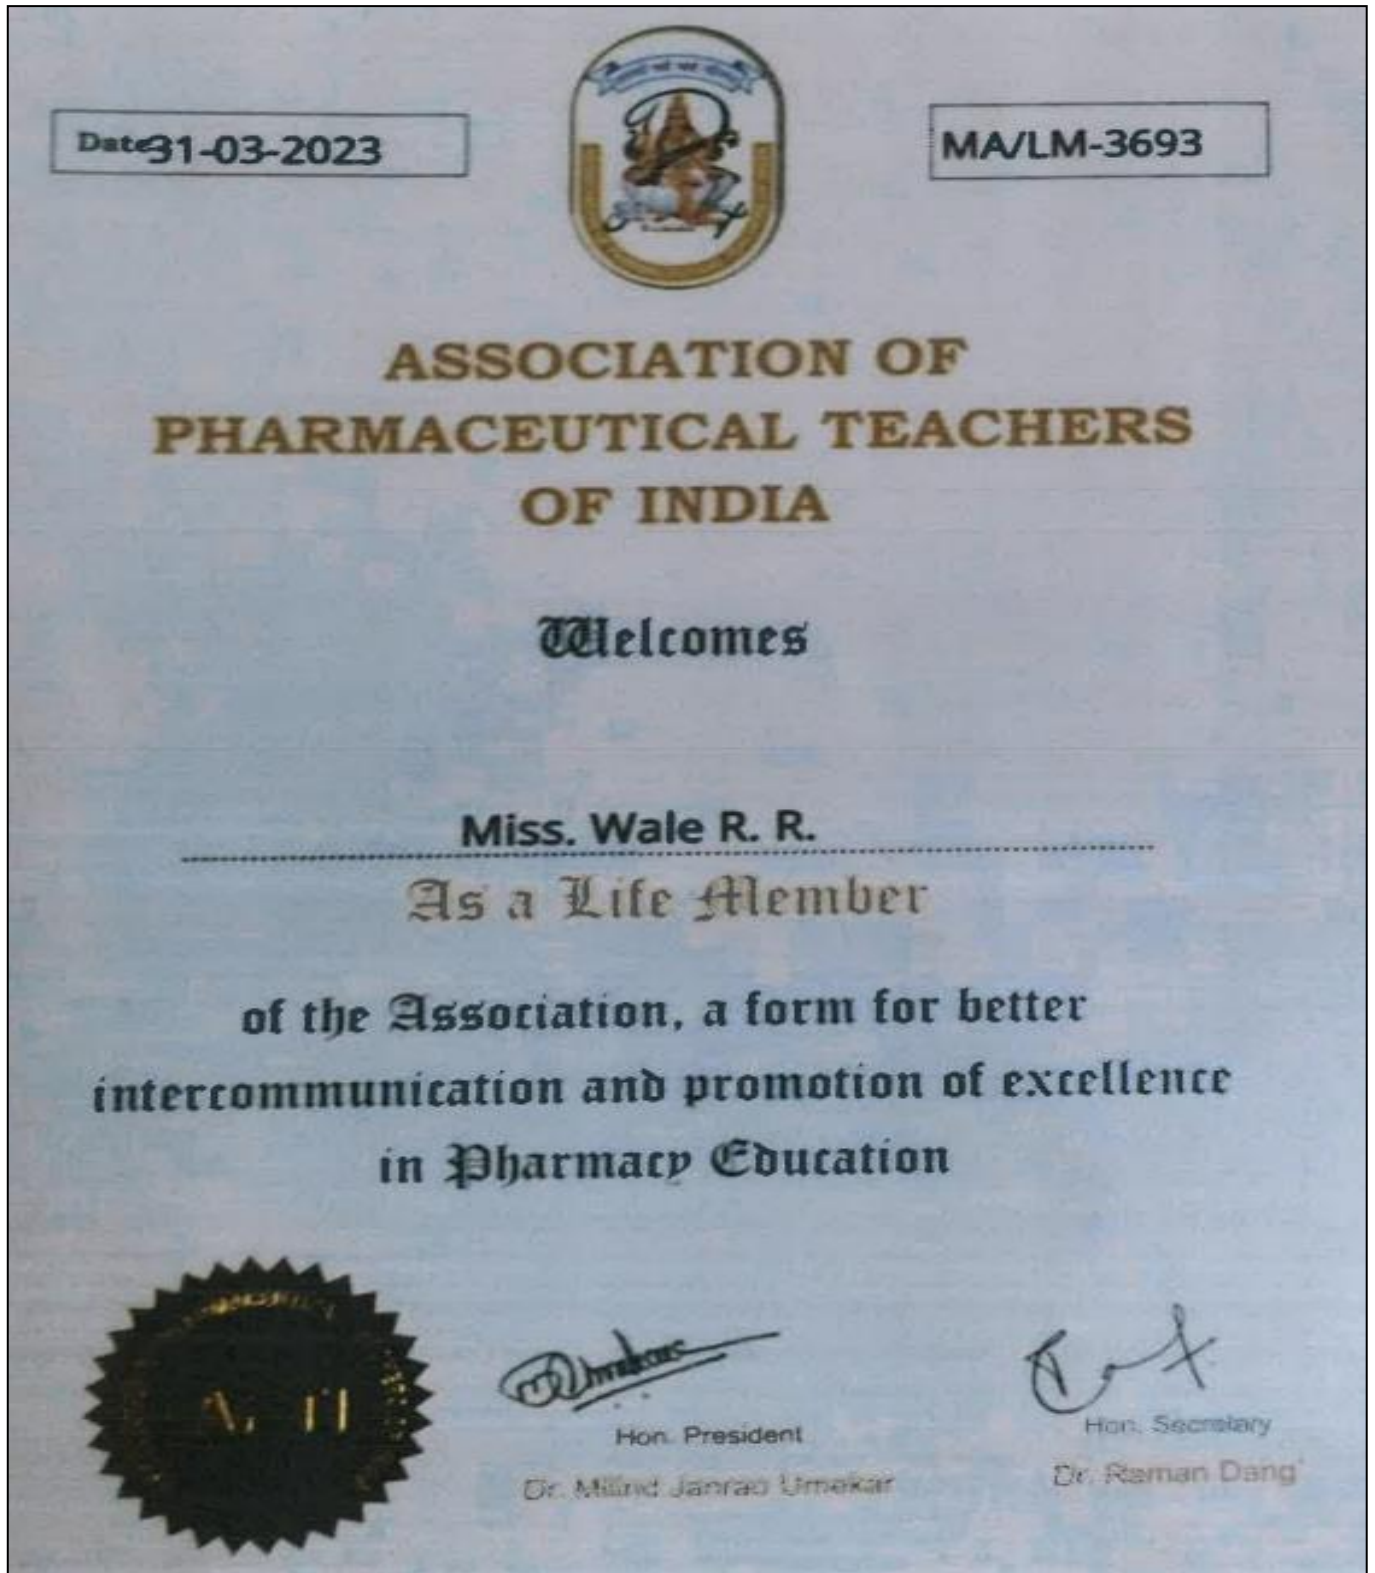 Date 31-03-2023
MA/LM-3693
ASSOCIATION OF
PHARMACEUTICAL TEACHERS
OF INDIA
Welcomes
Miss. Wale R. R.
As a Life Member
of the Association, a form for better
intercommunication and promotion of excellence
in Pharmacy Education
Hon. President
Dr. Milind Janrao Umekar
Hon. Secretary
Dr. Raman Dang